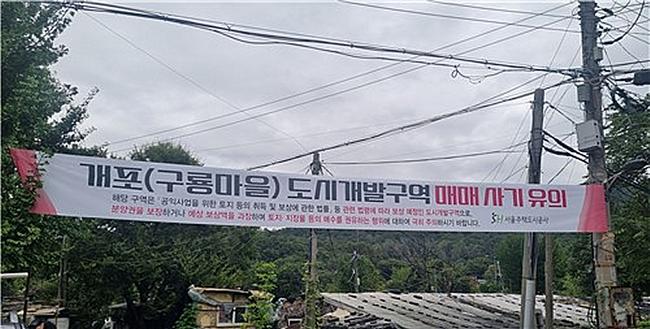 개포(구룡마을) 도시개발구역 매매 사기 유의
해당 구역은 「공익사업을 위한 토지 등의 취득 및 보상에 관한 법률」 등 관련 법령에 따라 보상 예정인 도시개발구역으로,
분양권을 보장하거나 예상 보상액을 과장하며 토지·지장물 등의 매수를 권유하는 행위에 대하여 극히 주의하시기 바랍니다.
SH 서울주택도시공사